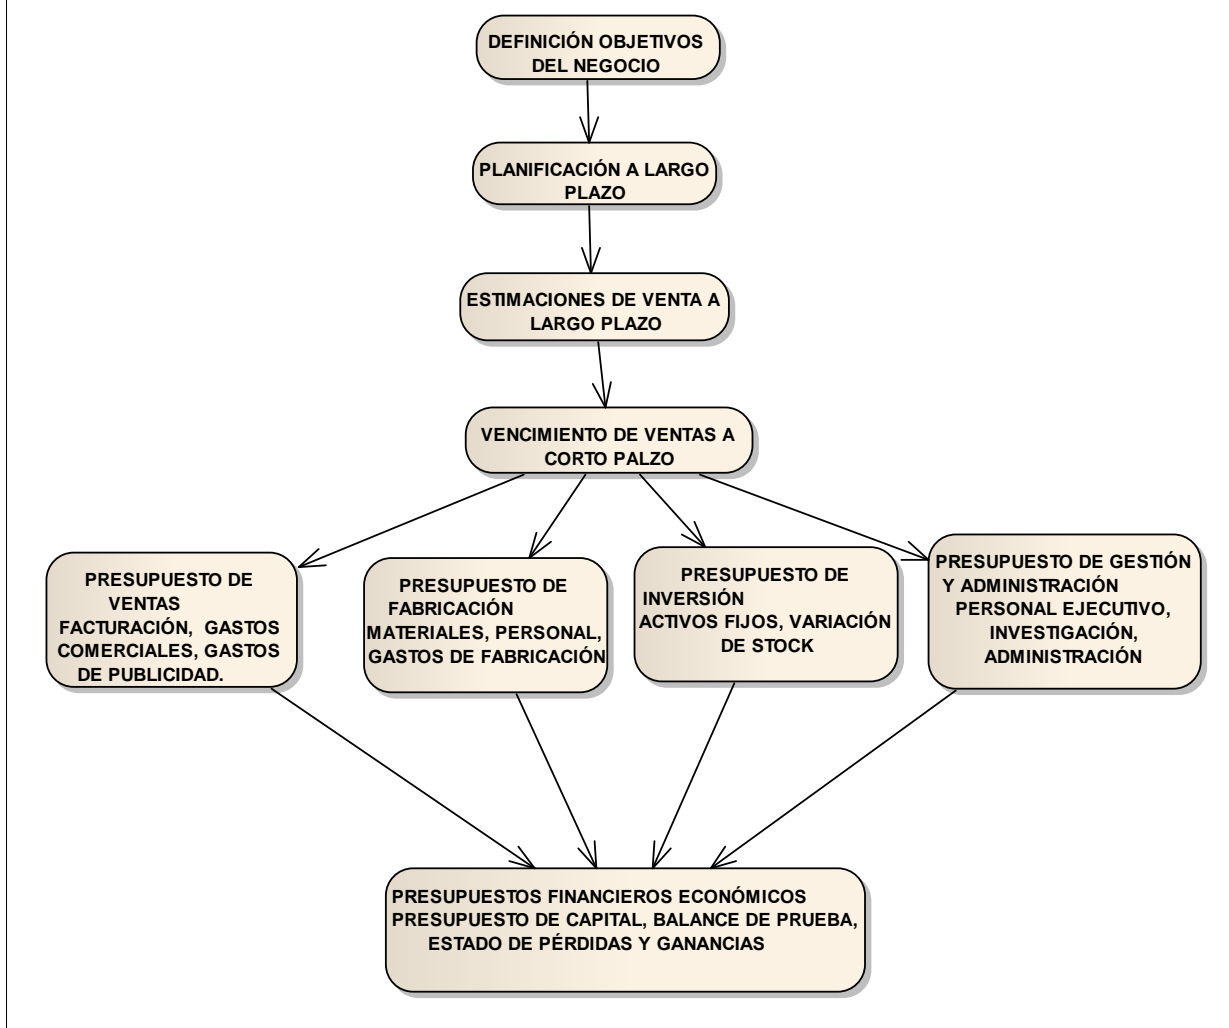 DEFINICIÓN OBJETIVOS
DEL NEGOCIO
PLANIFICACIÓN A LARGO
PLAZO
ESTIMACIONES DE VENTA A
LARGO PLAZO
VENCIMIENTO DE VENTAS A
CORTO PALZO
PRESUPUESTO DE
VENTAS
FACTURACIÓN, GASTOS
COMERCIALES, GASTOS
DE PUBLICIDAD.
PRESUPUESTO DE
FABRICACIÓN
MATERIALES, PERSONAL,
GASTOS DE FABRICACIÓN
PRESUPUESTO DE
INVERSIÓN
ACTIVOS FIJOS, VARIACIÓN
DE STOCK
PRESUPUESTO DE GESTIÓN
Y ADMINISTRACIÓN
PERSONAL EJECUTIVO,
INVESTIGACIÓN,
ADMINISTRACIÓN
PRESUPUESTOS FINANCIEROS ECONÓMICOS
PRESUPUESTO DE CAPITAL, BALANCE DE PRUEBA,
ESTADO DE PÉRDIDAS Y GANANCIAS